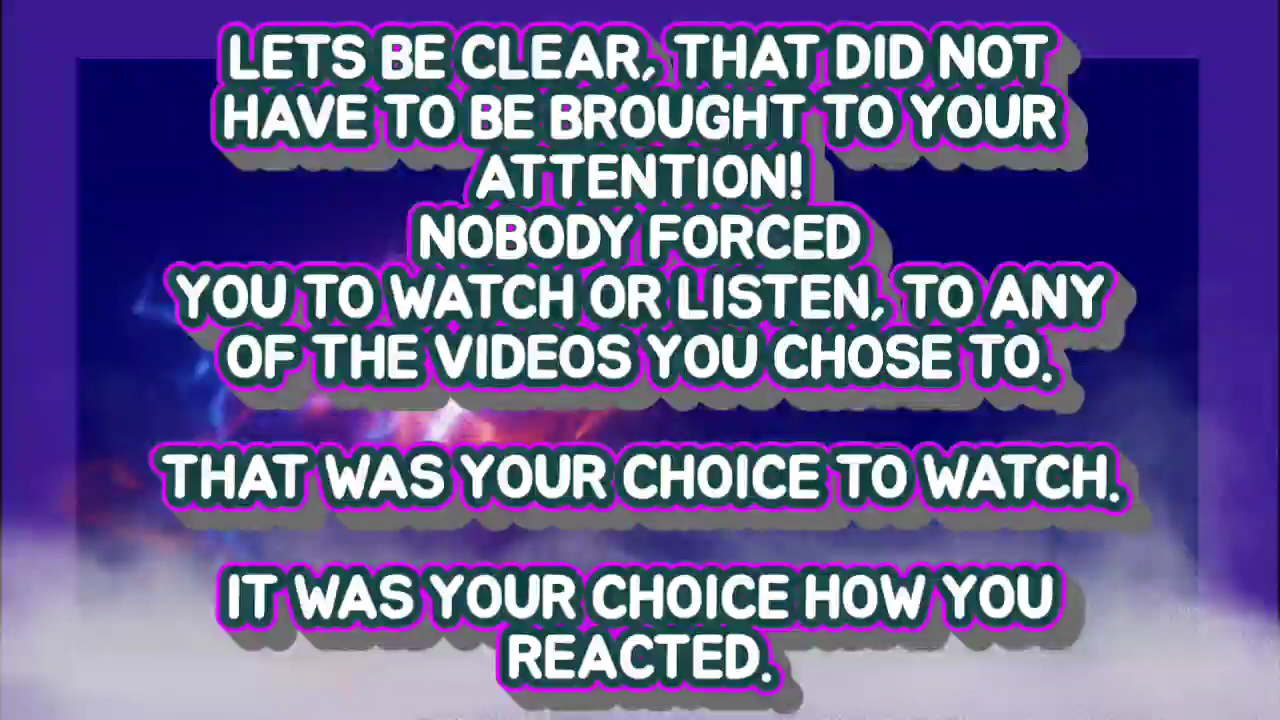 LETS BE CLEAR, THAT DID NOT
HAVE TO BE BROUGHT TO YOUR
ATTENTION!
NOBODY FORCED
YOU TO WATCH OR LISTEN, TO ANY
OF THE VIDEOS YOU CHOSE TO.
THAT WAS YOUR CHOICE TO WATCH.
IT WAS YOUR CHOICE HOW YOU
REACTED.